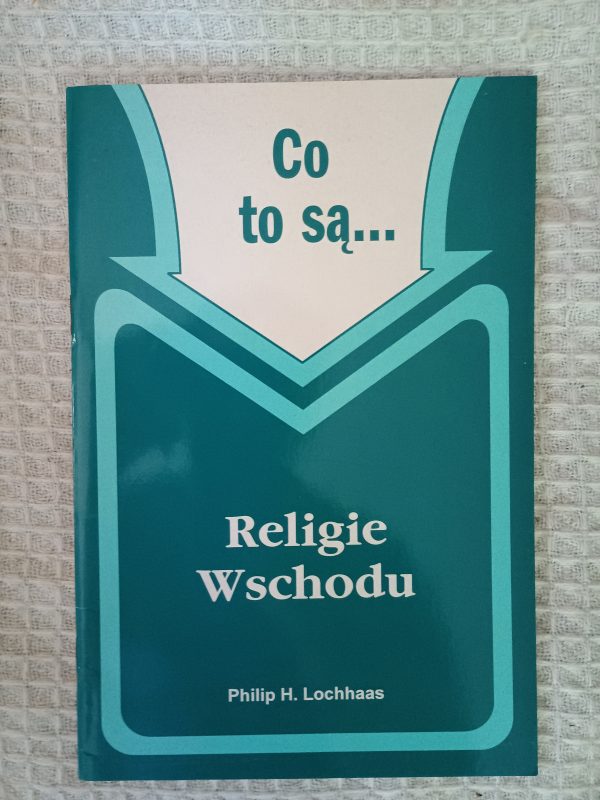 Co
to są...
Religie
Wschodu
Philip H. Lochhaas